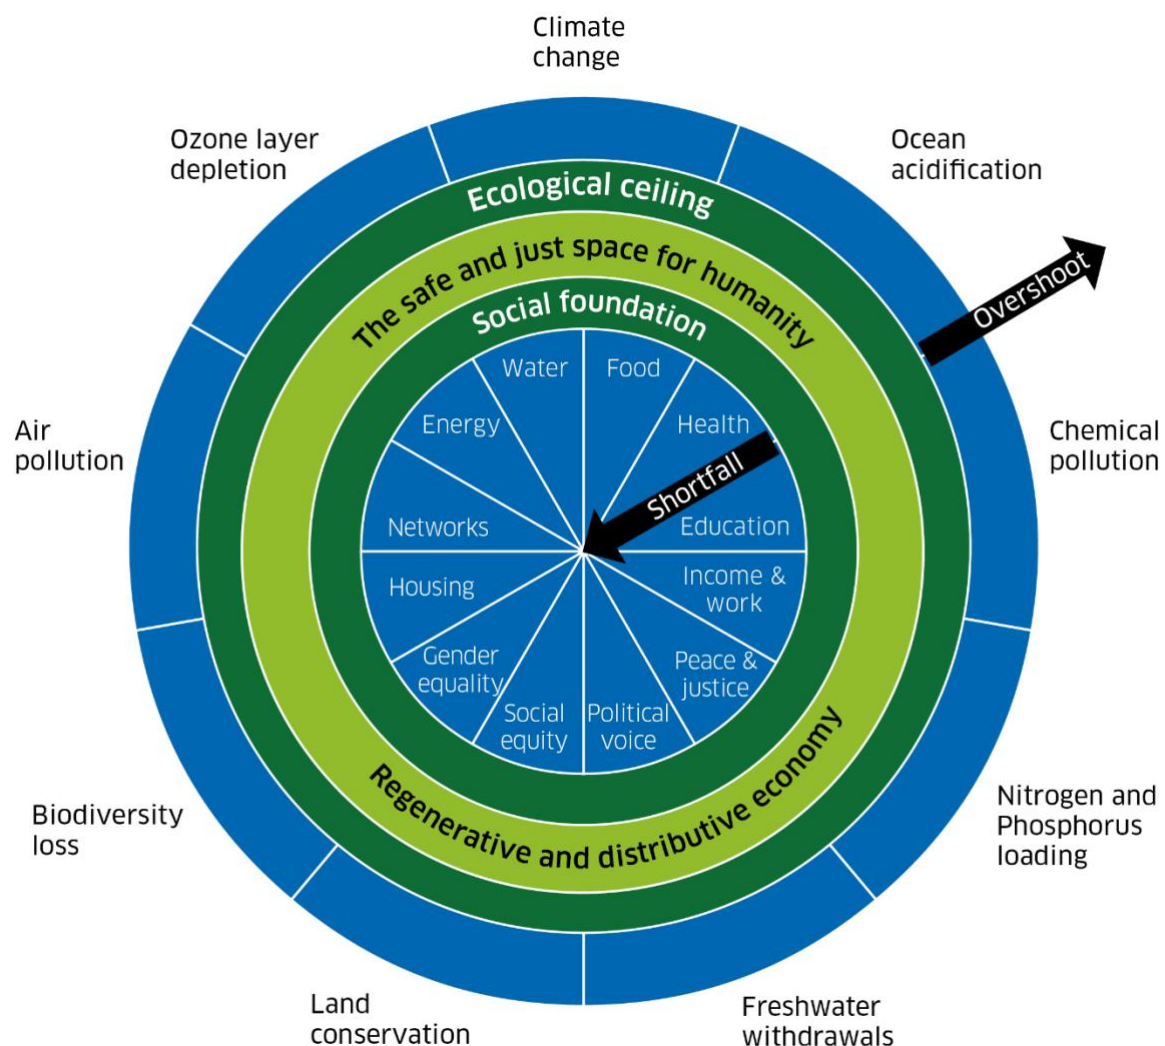 Climate
change
Ozone layer
depletion
Ocean
acidification
Ecological ceiling
The safe and just space for humanity
Social foundation
Overshoot
Water
Food
Energy
Health
Air
pollution
Chemical
pollution
Shortfall
Networks
Education
Housing
Income &
work
Gender
equality
Peace &
justice
Social
equity
Political
voice
Regenerative and distributive economy
Biodiversity
loss
Nitrogen and
Phosphorus
loading
Land
conservation
Freshwater
withdrawals